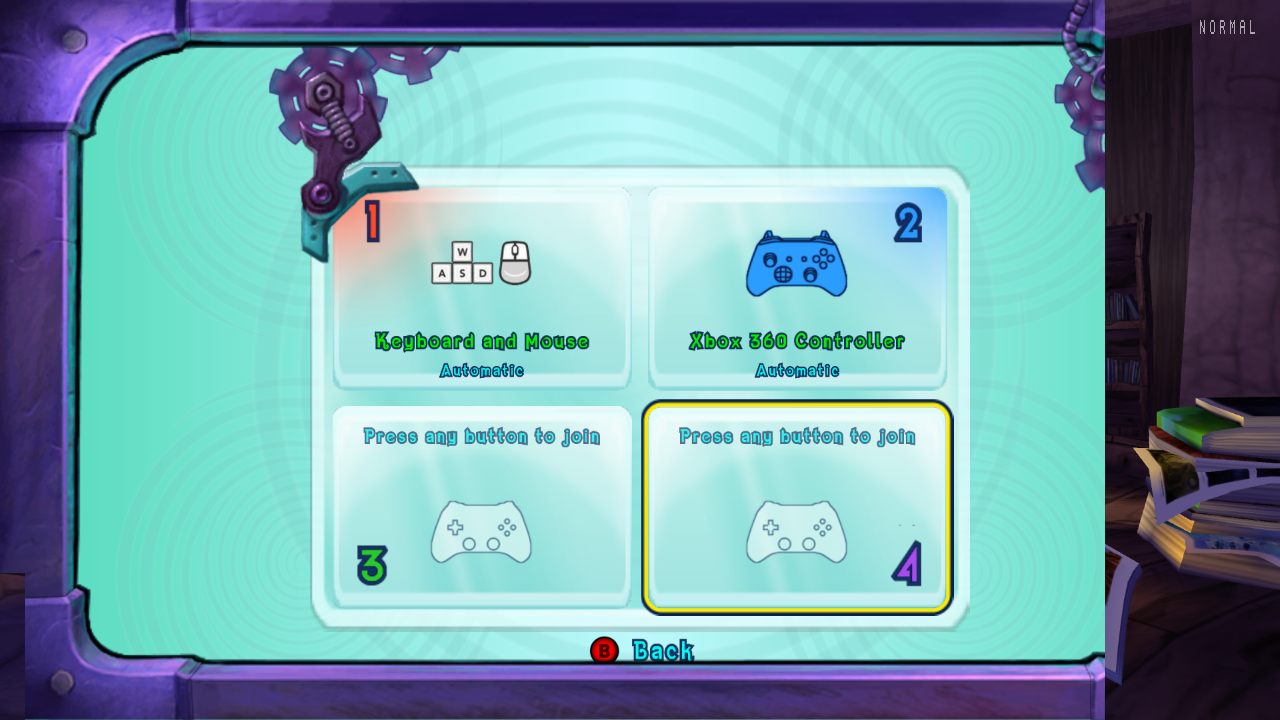 NORMAL
1
2
W
A S D
Keyboard and Mouse
Automatic
Xbox 360 Controller
Automatic
Press any button to join
3
Press any button to join
4
B Back